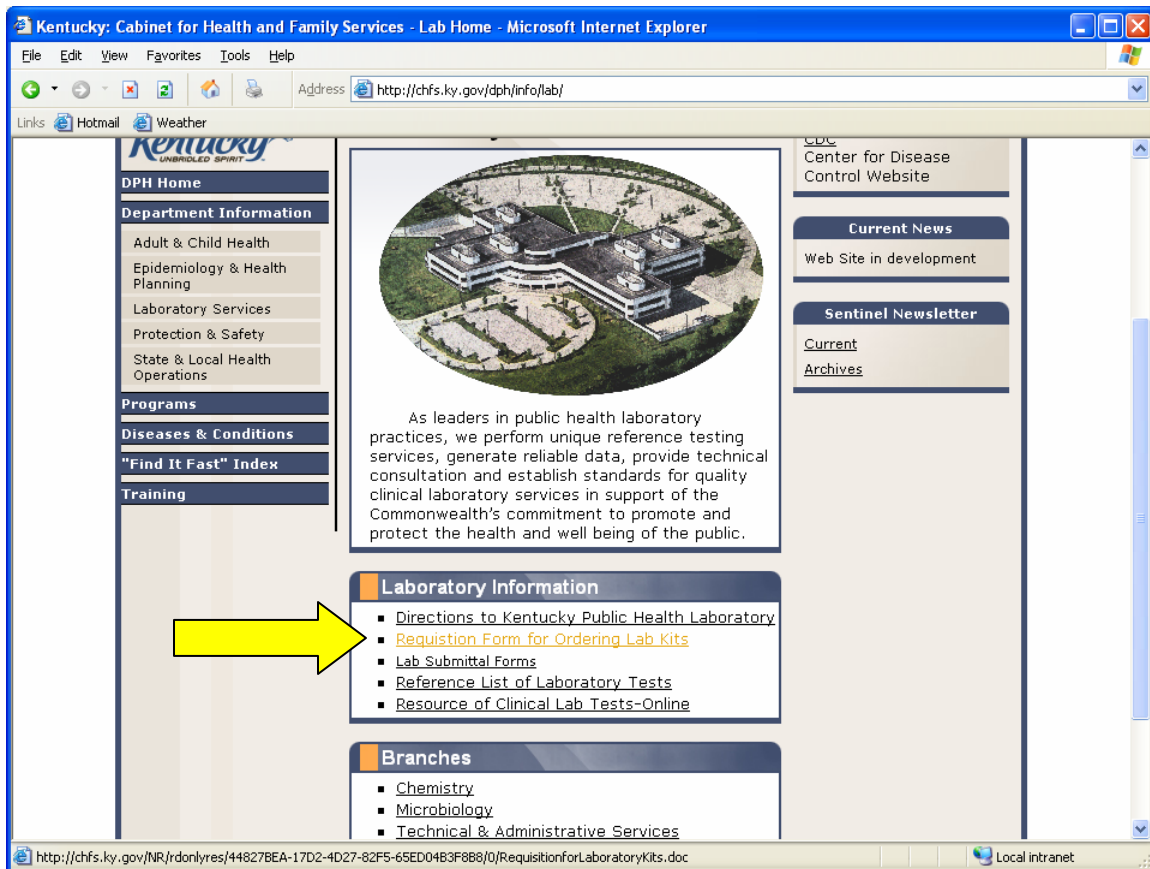 Kentucky: Cabinet for Health and Family Services - Lab Home - Microsoft Internet Explorer
File Edit View Favorites Tools Help
Address http://chfs.ky.gov/dph/info/lab/
Links Hotmail Weather
Kentucky
UNBRIDLED SPIRIT
DPH Home
Department Information
Adult & Child Health
Epidemiology & Health
Planning
Laboratory Services
Protection & Safety
State & Local Health
Operations
Programs
Diseases & Conditions
"Find It Fast" Index
Training
As leaders in public health laboratory
practices, we perform unique reference testing
services, generate reliable data, provide technical
consultation and establish standards for quality
clinical laboratory services in support of the
Commonwealth's commitment to promote and
protect the health and well being of the public.
Laboratory Information
Directions to Kentucky Public Health Laboratory
Requistion Form for Ordering Lab Kits
Lab Submittal Forms
Reference List of Laboratory Tests
Resource of Clinical Lab Tests-Online
Branches
Chemistry
Microbiology
Technical & Administrative Services
CDC
Center for Disease
Control Website
Current News
Web Site in development
Sentinel Newsletter
Current
Archives
http://chfs.ky.gov/NR/rdonlyres/44827BEA-17D2-4D27-82F5-65ED04B3F8B8/0/RequisitionforLaboratoryKits.doc
Local intranet